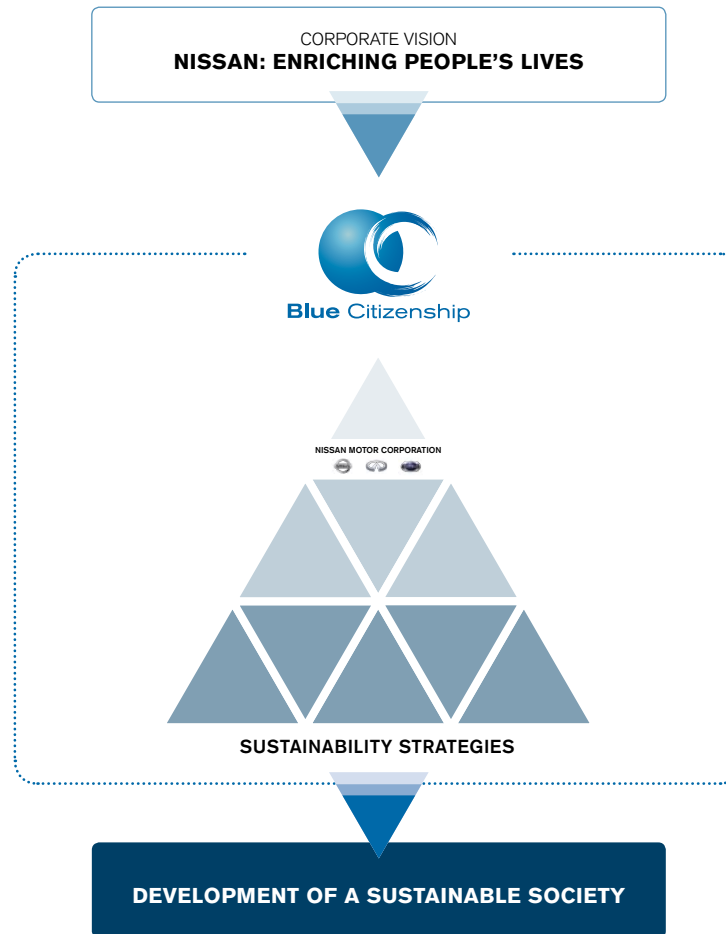 CORPORATE VISION
NISSAN: ENRICHING PEOPLE’S LIVES
Blue Citizenship
NISSAN MOTOR CORPORATION
SUSTAINABILITY STRATEGIES
DEVELOPMENT OF A SUSTAINABLE SOCIETY